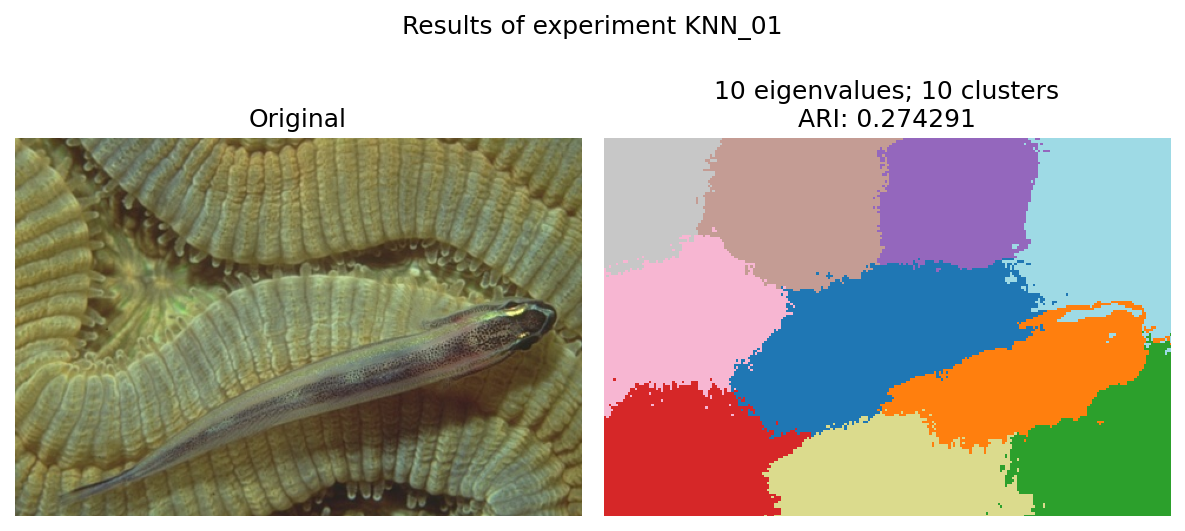 Results of experiment KNN_01
Original
10 eigenvalues; 10 clusters
ARI: 0.274291